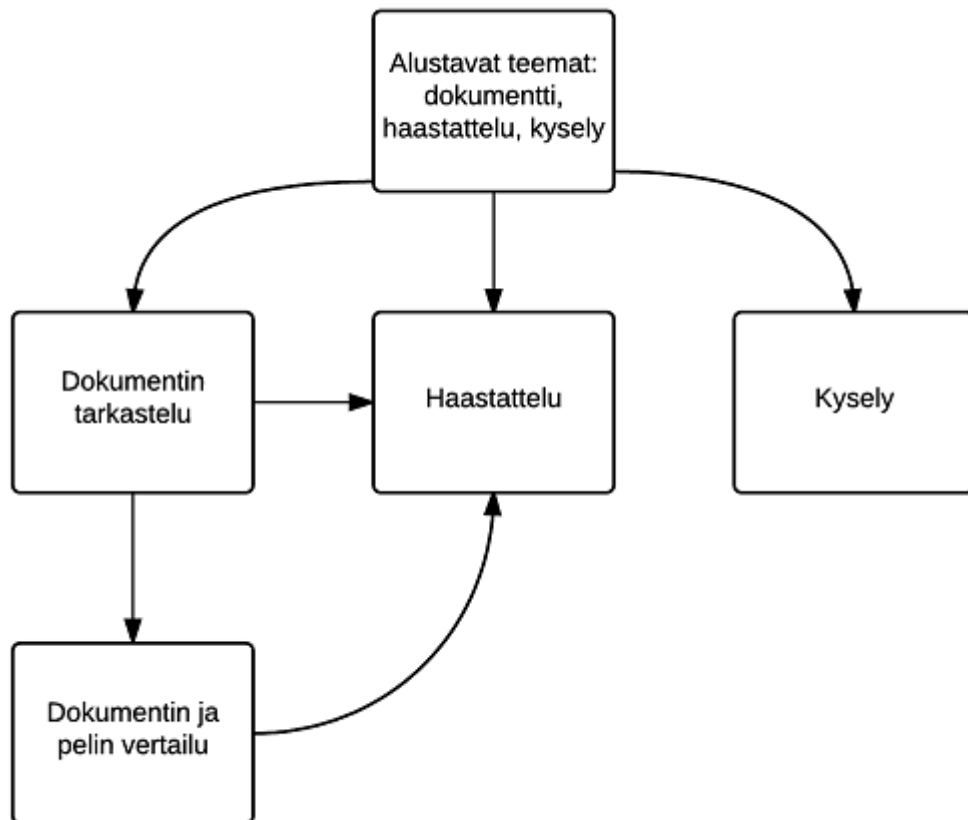 Alustavat teemat:
dokumentti,
haastattelu, kysely
Dokumentin
tarkastelu
Haastattelu
Kysely
Dokumentin ja
pelin vertailu